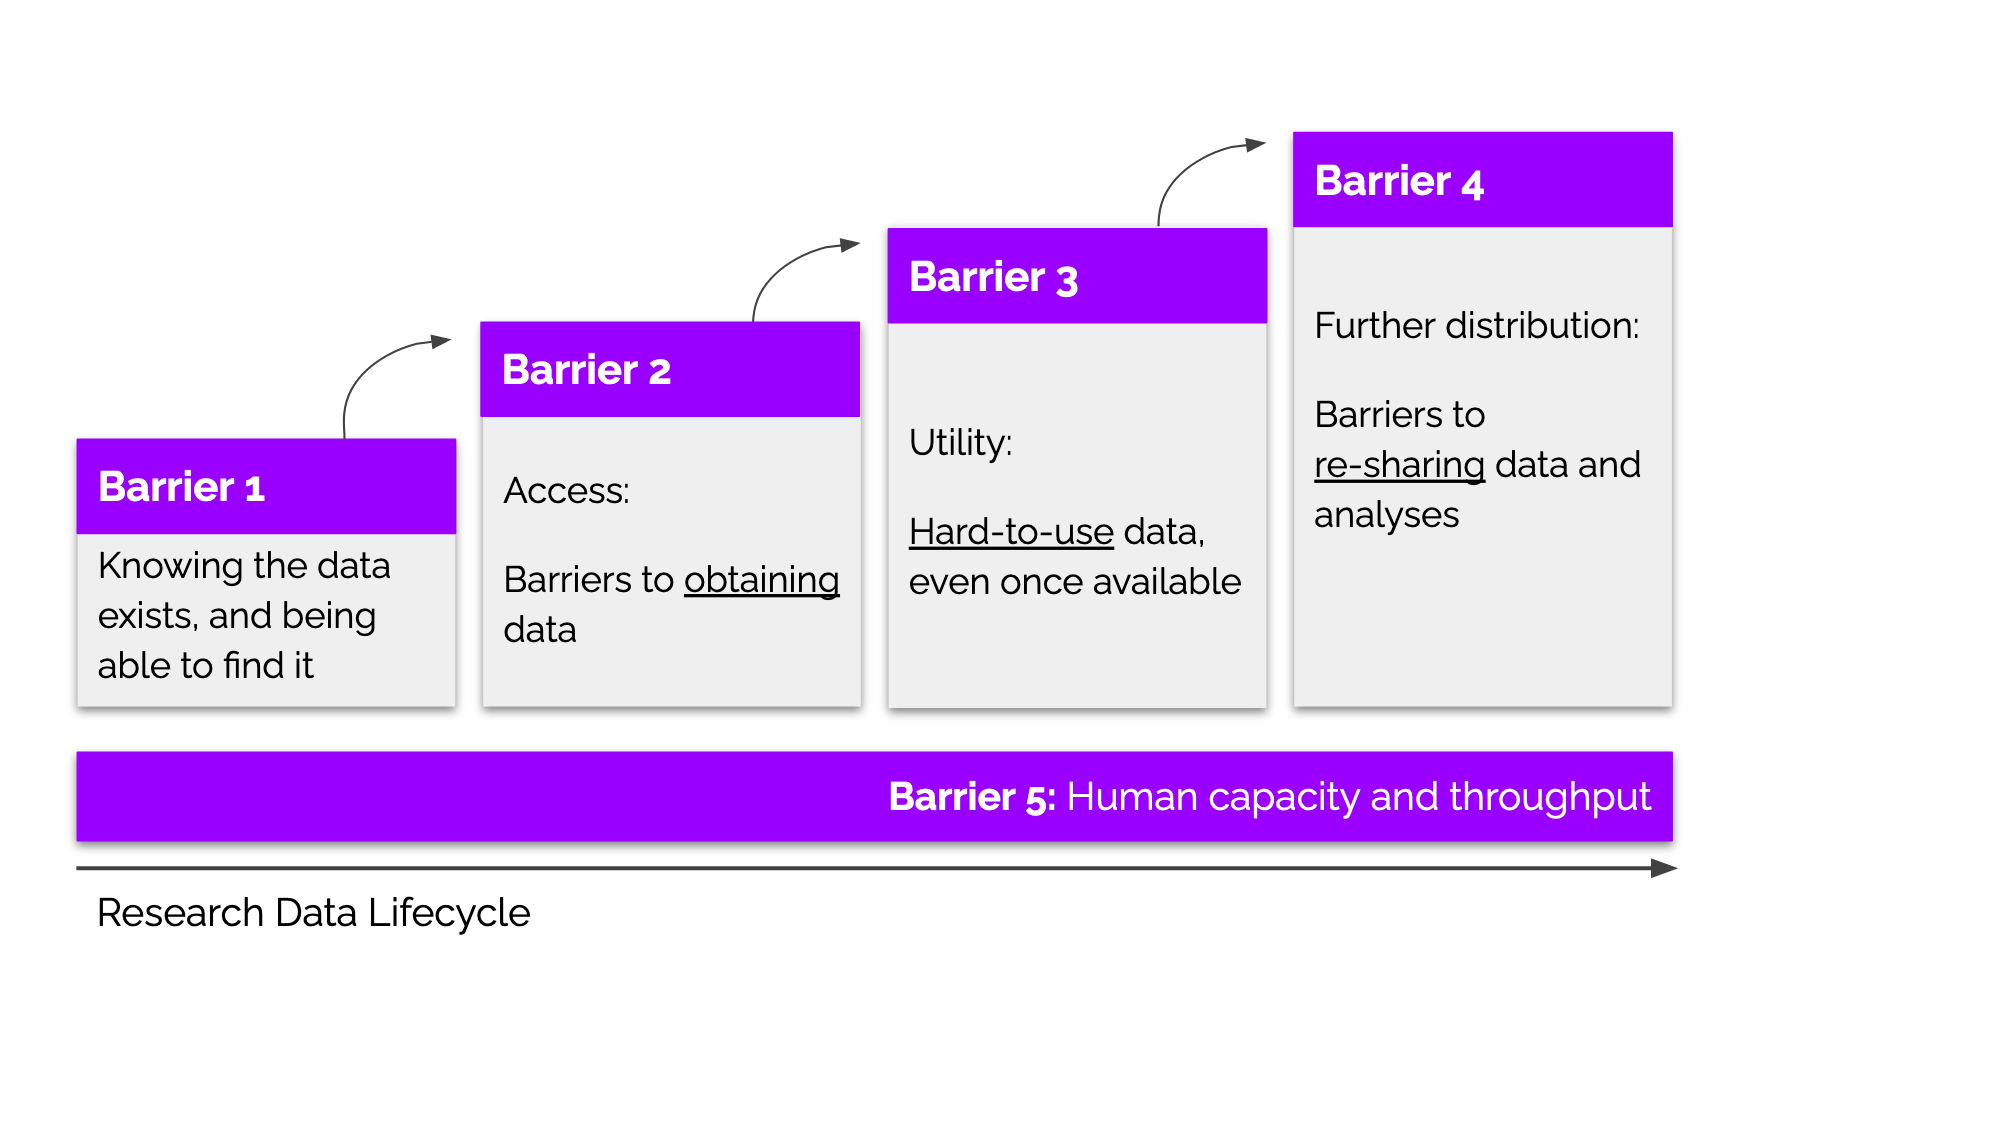 Barrier 1
Knowing the data
exists, and being
able to find it
Barrier 2
Access:
Barriers to obtaining
data
Barrier 3
Utility:
Hard-to-use data,
even once available
Barrier 4
Further distribution:
Barriers to
re-sharing data and
analyses
Barrier 5: Human capacity and throughput
Research Data Lifecycle